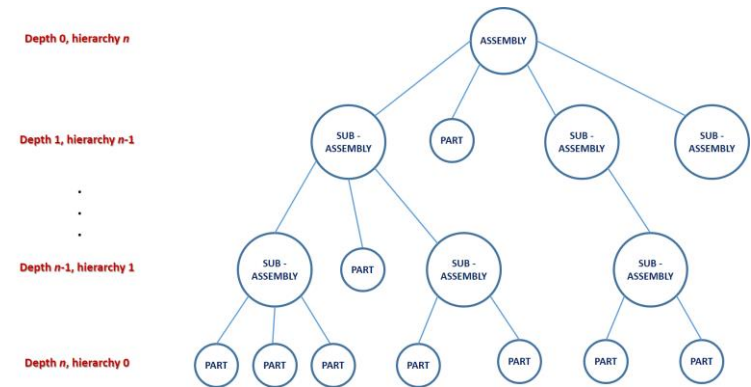 Depth 0, hierarchy n
ASSEMBLY
Depth 1, hierarchy n-1
SUB -
ASSEMBLY
PART
SUB -
ASSEMBLY
SUB -
ASSEMBLY
.
.
.
Depth n-1, hierarchy 1
SUB -
ASSEMBLY
PART
SUB -
ASSEMBLY
SUB -
ASSEMBLY
Depth n, hierarchy 0
PART
PART
PART
PART
PART
PART
PART